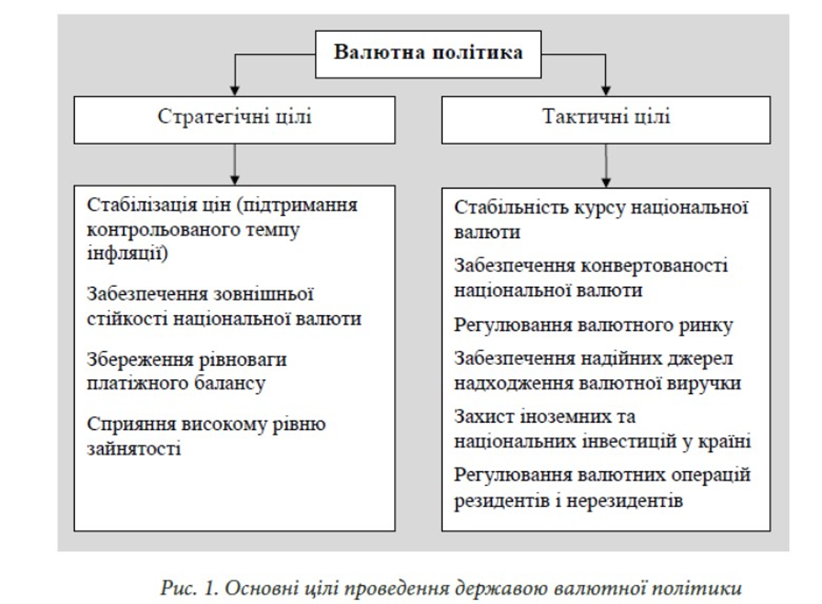 Валютна політика
Стратегічні цілі
Тактичні цілі
Стабілізація цін (підтримання
контрольованого темпу
інфляції)
Забезпечення зовнішньої
стійкості національної валюти
Збереження рівноваги
платіжного балансу
Сприяння високому рівню
зайнятості
Стабільність курсу національної
валюти
Забезпечення конвертованості
національної валюти
Регулювання валютного ринку
Забезпечення надійних джерел
надходження валютної виручки
Захист іноземних та
національних інвестицій у країні
Регулювання валютних операцій
резидентів і нерезидентів
Рис. 1. Основні цілі проведення державою валютної політики